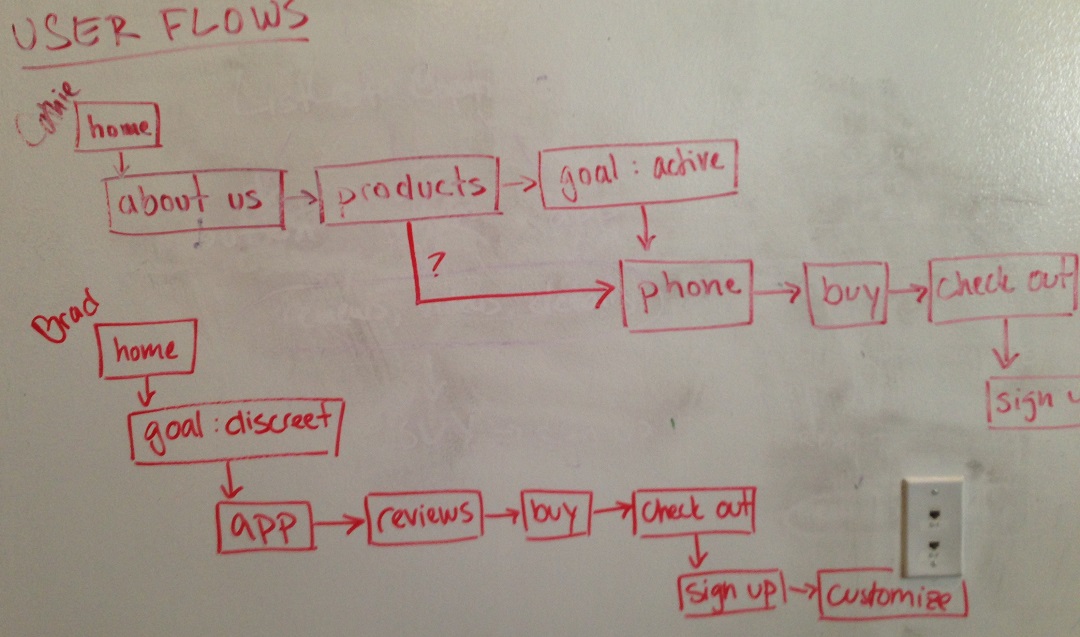 USER FLOWS
Connie
home
about us
products
goal : active
?
phone
buy
check out
sign u
Brad
home
goal : discreet
app
reviews
buy
check out
sign up
customize